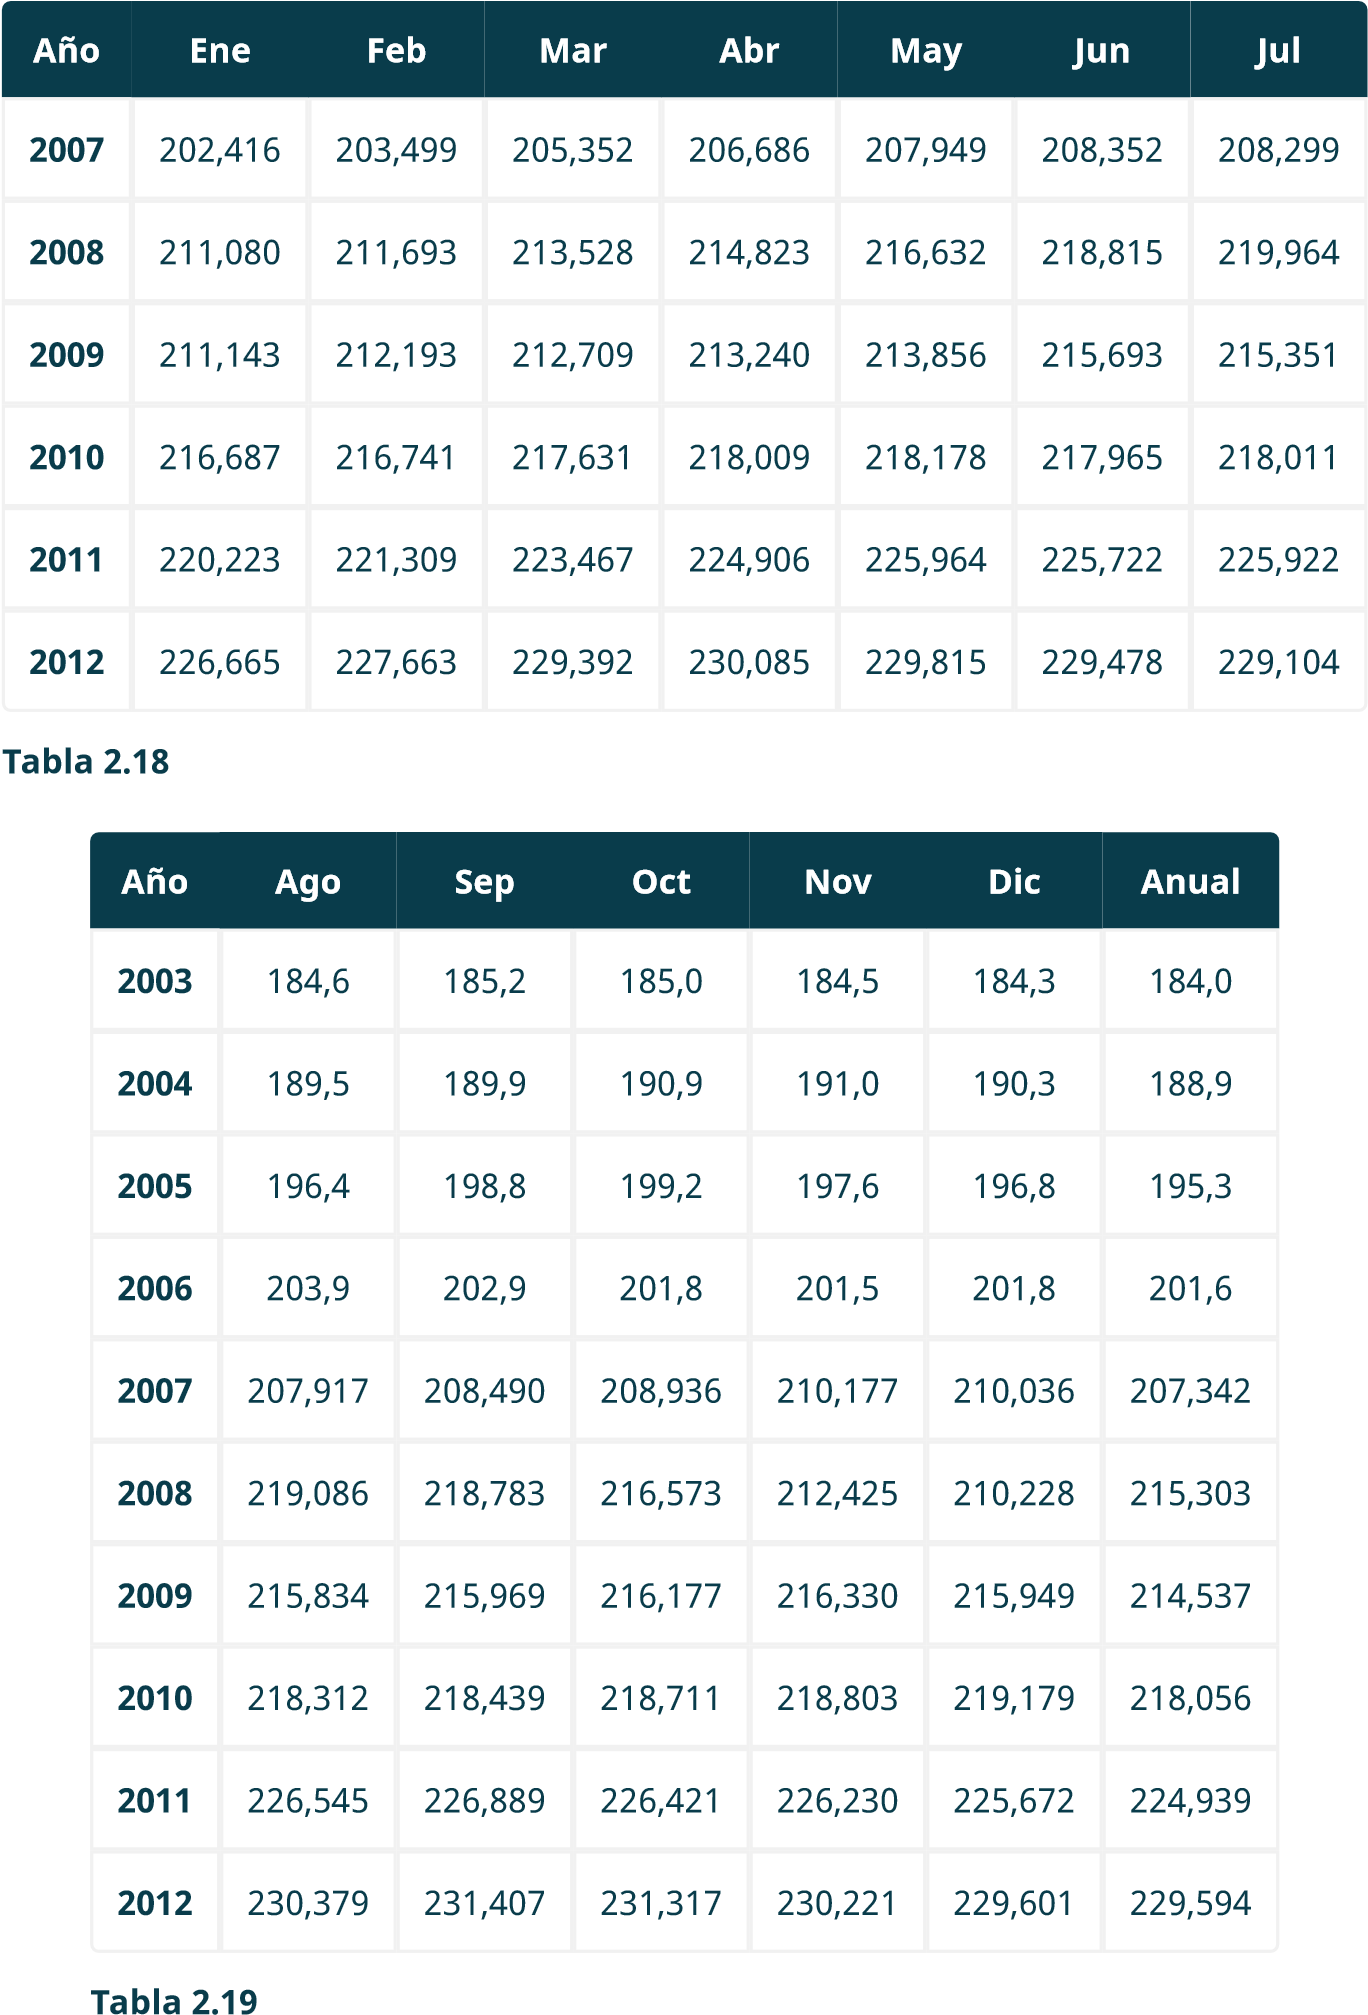 Año Ene Feb Mar Abr May Jun Jul
2007 202,416 203,499 205,352 206,686 207,949 208,352 208,299
2008 211,080 211,693 213,528 214,823 216,632 218,815 219,964
2009 211,143 212,193 212,709 213,240 213,856 215,693 215,351
2010 216,687 216,741 217,631 218,009 218,178 217,965 218,011
2011 220,223 221,309 223,467 224,906 225,964 225,722 225,922
2012 226,665 227,663 229,392 230,085 229,815 229,478 229,104
Tabla 2.18
Año Ago Sep Oct Nov Dic Anual
2003 184,6 185,2 185,0 184,5 184,3 184,0
2004 189,5 189,9 190,9 191,0 190,3 188,9
2005 196,4 198,8 199,2 197,6 196,8 195,3
2006 203,9 202,9 201,8 201,5 201,8 201,6
2007 207,917 208,490 208,936 210,177 210,036 207,342
2008 219,086 218,783 216,573 212,425 210,228 215,303
2009 215,834 215,969 216,177 216,330 215,949 214,537
2010 218,312 218,439 218,711 218,803 219,179 218,056
2011 226,545 226,889 226,421 226,230 225,672 224,939
2012 230,379 231,407 231,317 230,221 229,601 229,594
Tabla 2.19